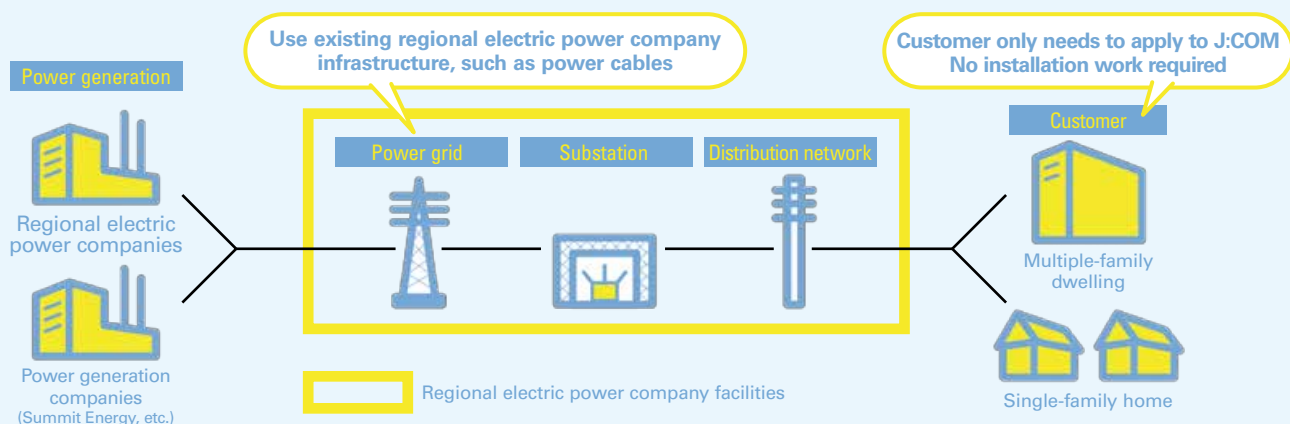 Use existing regional electric power company
infrastructure, such as power cables
Customer only needs to apply to J:COM
No installation work required
Power generation
Regional electric
power companies
Power generation
companies
(Summit Energy, etc.)
Power grid
Substation
Distribution network
Regional electric power company facilities
Customer
Multiple-family
dwelling
Single-family home